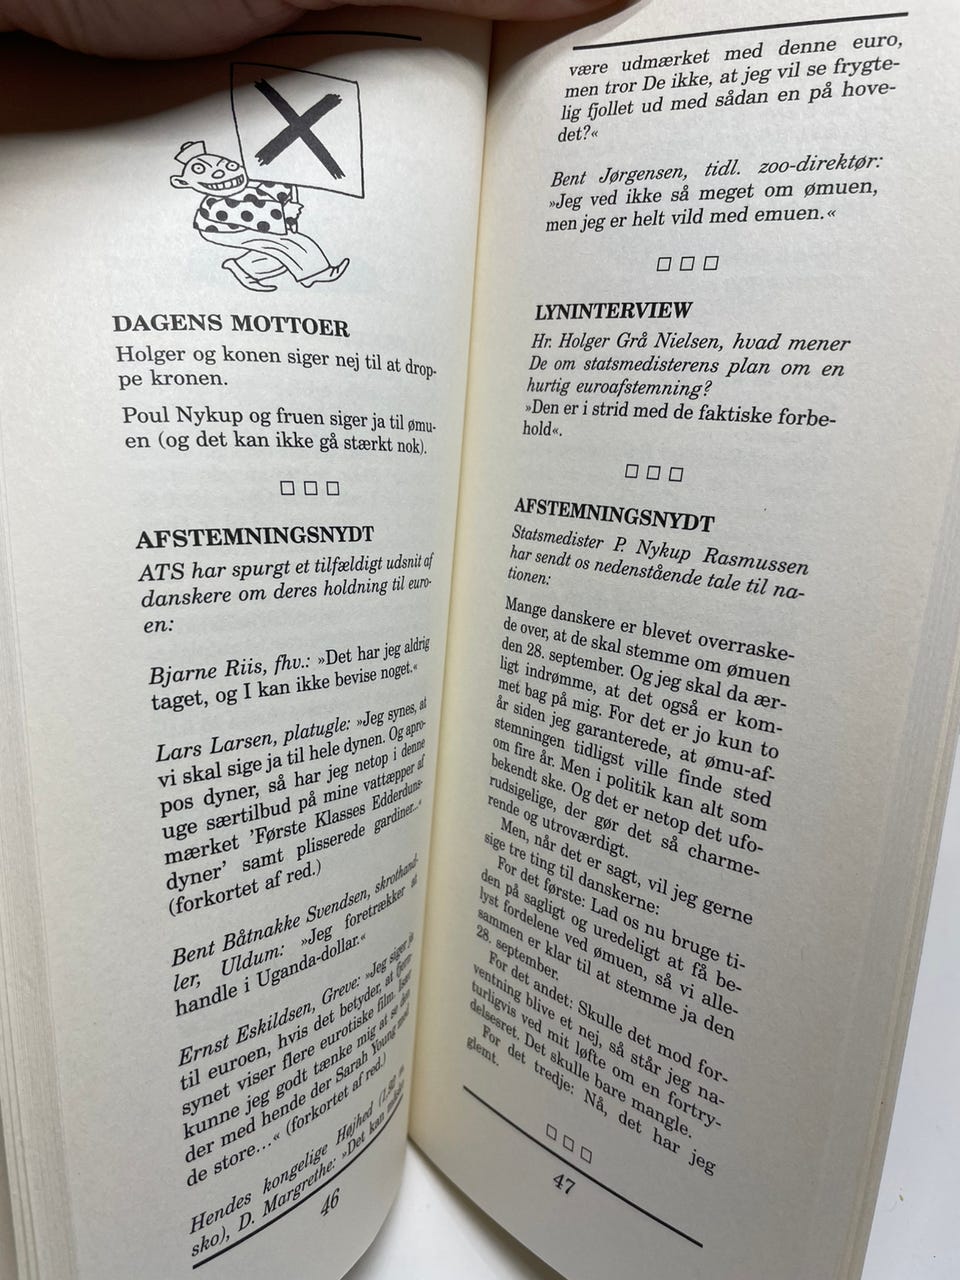 DAGENS MOTTOER
Holger og konen siger nej til at drop-
pe kronen.
Poul Nykup og fruen siger ja til ømu-
en (og det kan ikke gå stærkt nok).
AFSTEMNINGSNYDT
ATS har spurgt et tilfældigt udsnit af
danskere om deres holdning til euro-
en:
Bjarne Riis, fhv.: »Det har jeg aldrig
taget, og I kan ikke bevise noget.«
Lars Larsen, platugle: »Jeg synes, at
vi skal sige ja til hele dynen. Og apro-
pos dyner, så har jeg netop i denne
uge særtilbud på mine vattæpper af
mærket 'Første Klasses Edderduns-
dyner' samt plisserede gardiner...«
(forkortet af red.)
Bent Båtnakke Svendsen, skrothand-
ler, Uldum: »Jeg foretrækker at
handle i Uganda-dollar.«
Ernst Eskildsen, Greve: »Jeg siger ja
til euroen, hvis det betyder, at fjern-
synet viser flere eurotiske film. Især
kunne jeg godt tænke mig at se den
der med hende der Sarah Young med
de store...« (forkortet af red.)
Hendes kongelige Højhed (1,80 m
sko), D. Margrethe: »Det kan
46
være udmærket med denne euro,
men tror De ikke, at jeg vil se frygte-
lig fjollet ud med sådan en på hove-
det?«
Bent Jørgensen, tidl. zoo-direktør:
»Jeg ved ikke så meget om ømuen,
men jeg er helt vild med emuen.«
LYNINTERVIEW
Hr. Holger Grå Nielsen, hvad mener
De om statsmedisterens plan om en
hurtig euroafstemning?
»Den er i strid med de faktiske forbe-
hold«.
AFSTEMNINGSNYDT
Statsmedister P. Nykup Rasmussen
har sendt os nedenstående tale til na-
tionen:
Mange danskere er blevet overraske-
de over, at de skal stemme om ømuen
den 28. september. Og jeg skal da ær-
ligt indrømme, at det også er kom-
met bag på mig. For det er jo kun to
år siden jeg garanterede, at ømu-af-
stemningen tidligst ville finde sted
om fire år. Men i politik kan alt som
bekendt ske. Og det er netop det ufo-
rudsigelige, der gør det så charme-
rende og utroværdigt.
Men, når det er sagt, vil jeg gerne
sige tre ting til danskerne:
For det første: Lad os nu bruge ti-
den på sagligt og uredeligt at få be-
lyst fordelene ved ømuen, så vi alle-
sammen er klar til at stemme ja den
28. september.
For det andet: Skulle det mod for-
ventning blive et nej, så står jeg na-
turligvis ved mit løfte om en fortry-
delsesret. Det skulle bare mangle.
For det tredje: Nå, det har jeg
glemt.
47